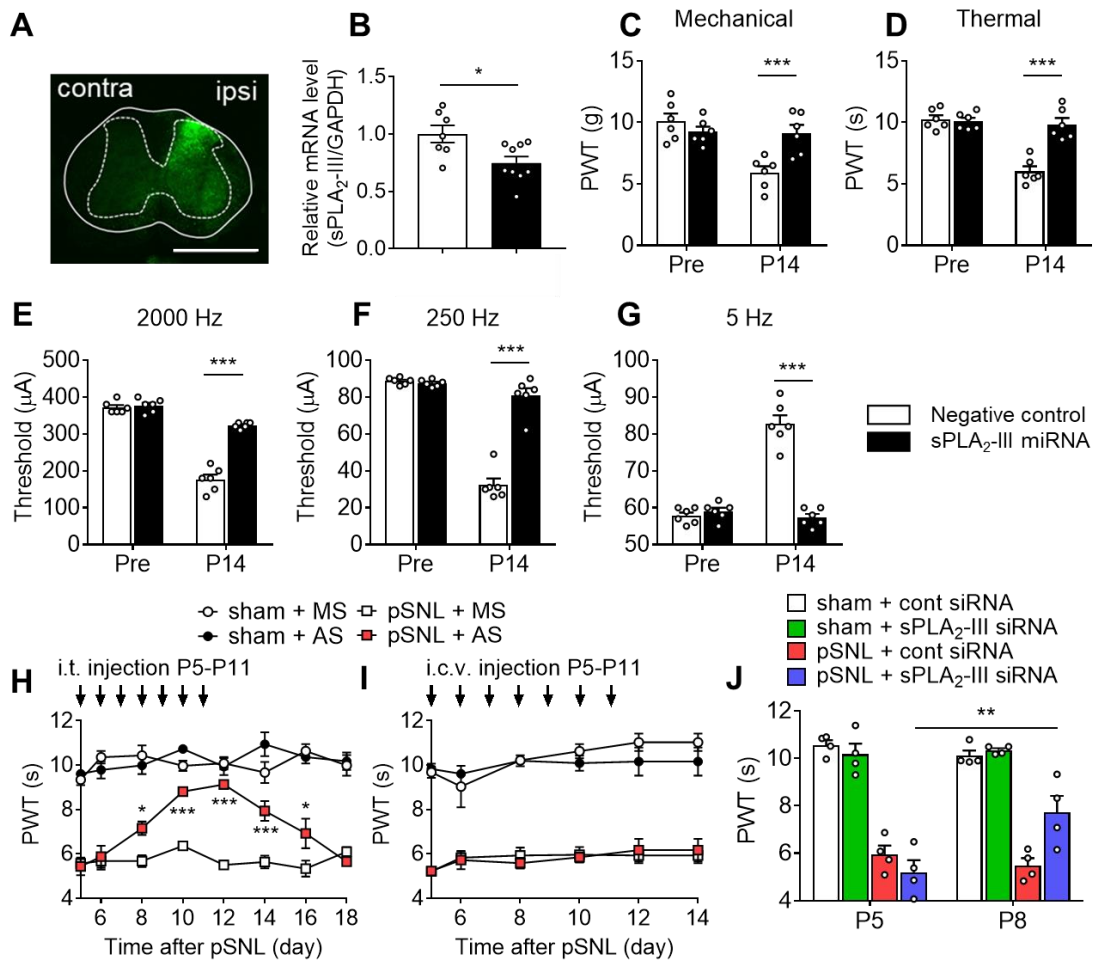 A
contra
ipsi
B
Relative mRNA level
(sPLA₂-III/GAPDH)
1.5
1.0
0.5
0.0
*
C
Mechanical
PWT (g)
15
10
5
0
***
Pre
P14
D
Thermal
PWT (s)
15
10
5
0
***
Pre
P14
E
2000 Hz
Threshold (μA)
500
400
300
200
100
0
***
Pre
P14
F
250 Hz
Threshold (μA)
100
80
60
40
20
0
***
Pre
P14
G
5 Hz
Threshold (μA)
100
90
80
70
60
50
***
Pre
P14
Negative control
sPLA₂-III miRNA
sham + MS
pSNL + MS
sham + AS
pSNL + AS
H
i.t. injection P5-P11
PWT (s)
12
10
8
6
4
*
***
***
***
*
6
8
10
12
14
16
18
Time after pSNL (day)
I
i.c.v. injection P5-P11
PWT (s)
12
10
8
6
4
6
8
10
12
14
Time after pSNL (day)
sham + cont siRNA
sham + sPLA₂-III siRNA
pSNL + cont siRNA
pSNL + sPLA₂-III siRNA
J
PWT (s)
12
10
8
6
4
**
P5
P8